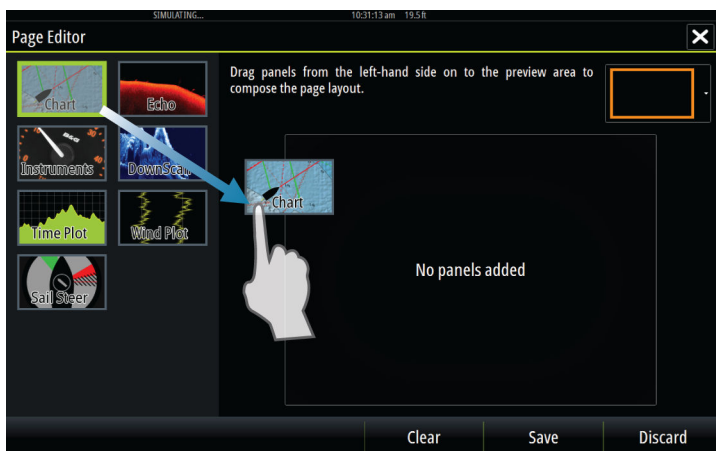 SIMULATING... 10:31:13 am 19.5 ft
Page Editor
Drag panels from the left-hand side on to the preview area to
compose the page layout.
Chart
Echo
Instruments
DownScan
Time Plot
Wind Plot
Sail Steer
Chart
No panels added
Clear Save Discard